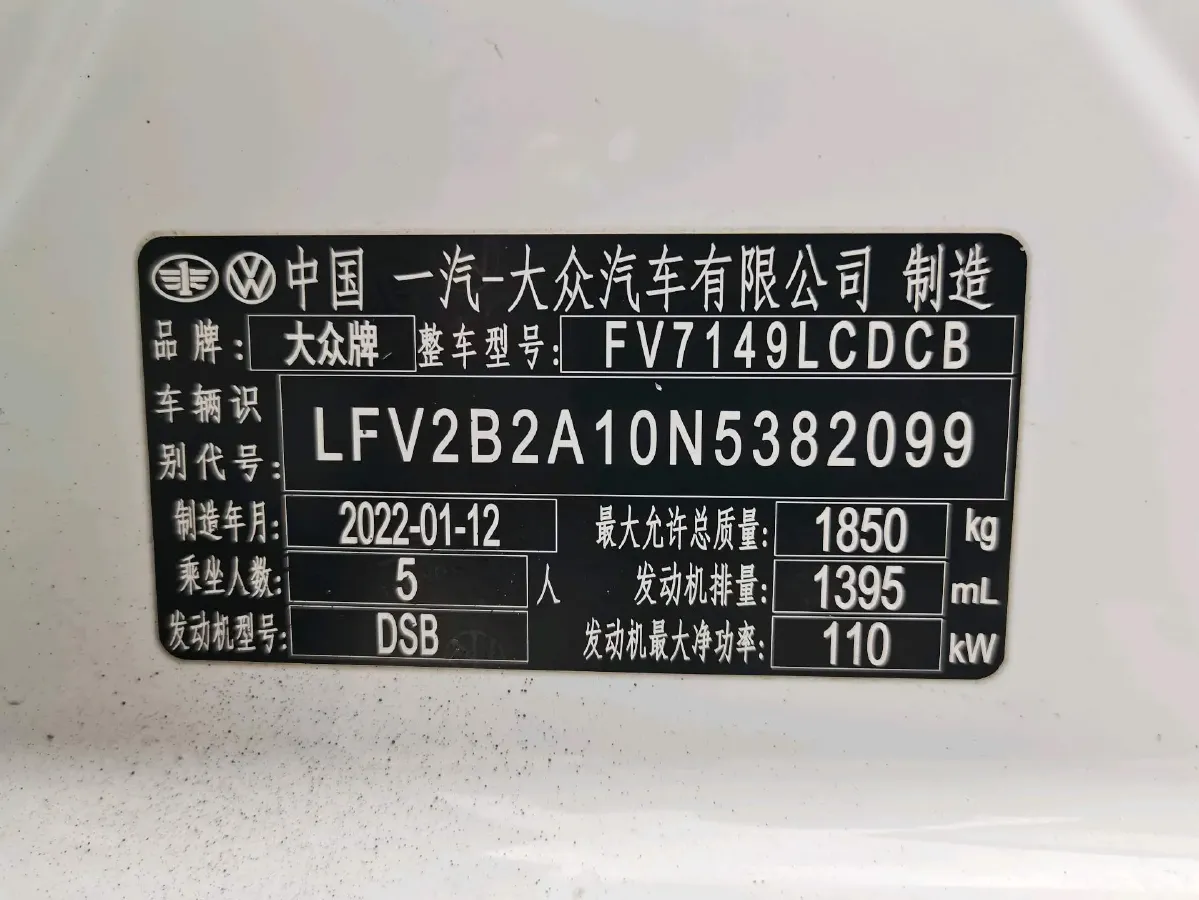 中国 一汽-大众汽车有限公司 制造
品牌: 大众牌 整车型号: FV7149LCDCB
车辆识
别代号: LFV2B2A10N5382099
制造年月: 2022-01-12 最大允许总质量: 1850 kg
乘坐人数: 5 人 发动机排量: 1395 mL
发动机型号: DSB 发动机最大净功率: 110 kW